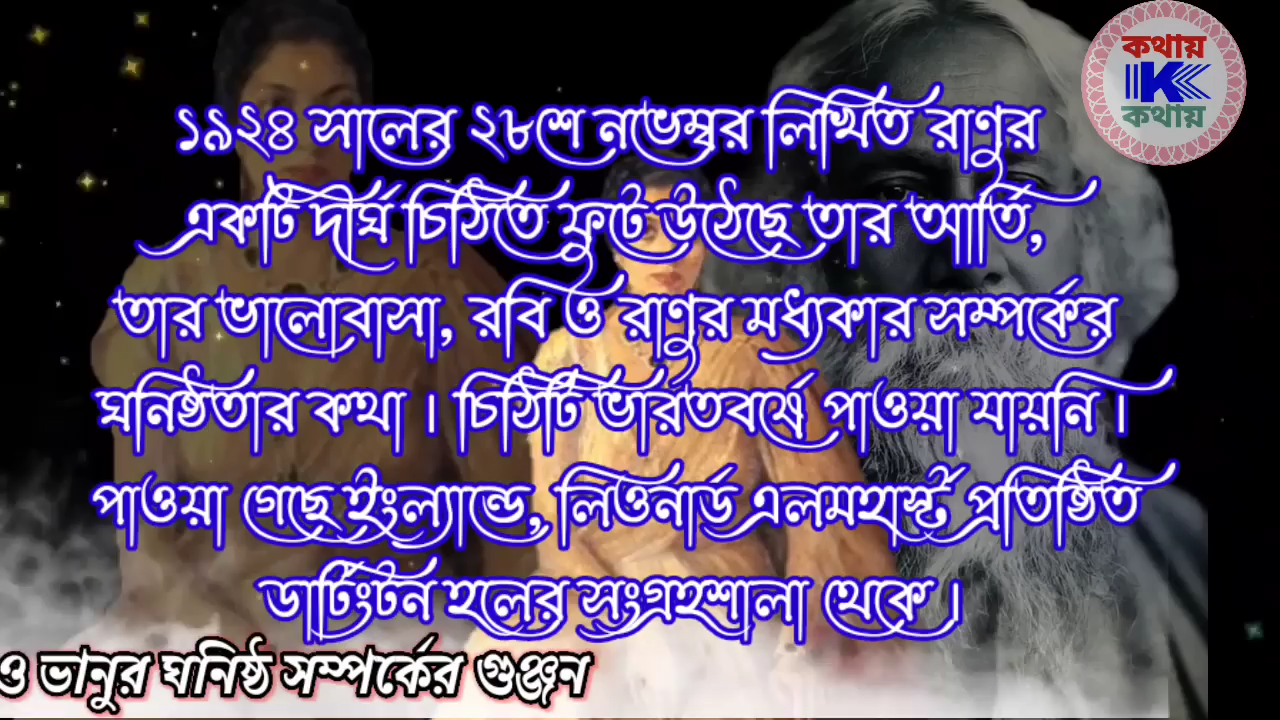 কথায়
K
কথায়
১৯২৪ সালের ২৮শে নভেম্বর লিখিত রাণুর
একটি দীর্ঘ চিঠিতে ফুটে উঠেছে তার আর্তি,
তার ভালোবাসা, রবি ও রাণুর মধ্যকার সম্পর্কের
ঘনিষ্ঠতার কথা । চিঠিটি ভারতবর্ষে পাওয়া যায়নি ।
পাওয়া গেছে ইংল্যান্ডে, লিওনার্ড এলমহার্স্ট প্রতিষ্ঠিত
ডার্টিংটন হলের সংগ্রহশালা থেকে ।
ও ভানুর ঘনিষ্ঠ সম্পর্কের গুঞ্জন